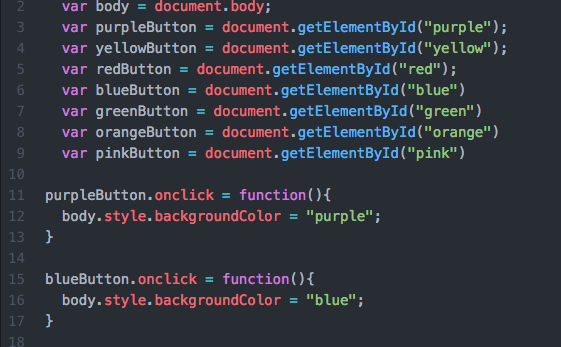 2 var body = document.body;
3 var purpleButton = document.getElementById("purple");
4 var yellowButton = document.getElementById("yellow");
5 var redButton = document.getElementById("red");
6 var blueButton = document.getElementById("blue")
7 var greenButton = document.getElementById("green")
8 var orangeButton = document.getElementById("orange")
9 var pinkButton = document.getElementById("pink")
10
11 purpleButton.onclick = function(){
12 body.style.backgroundColor = "purple";
13 }
14
15 blueButton.onclick = function(){
16 body.style.backgroundColor = "blue";
17 }
18